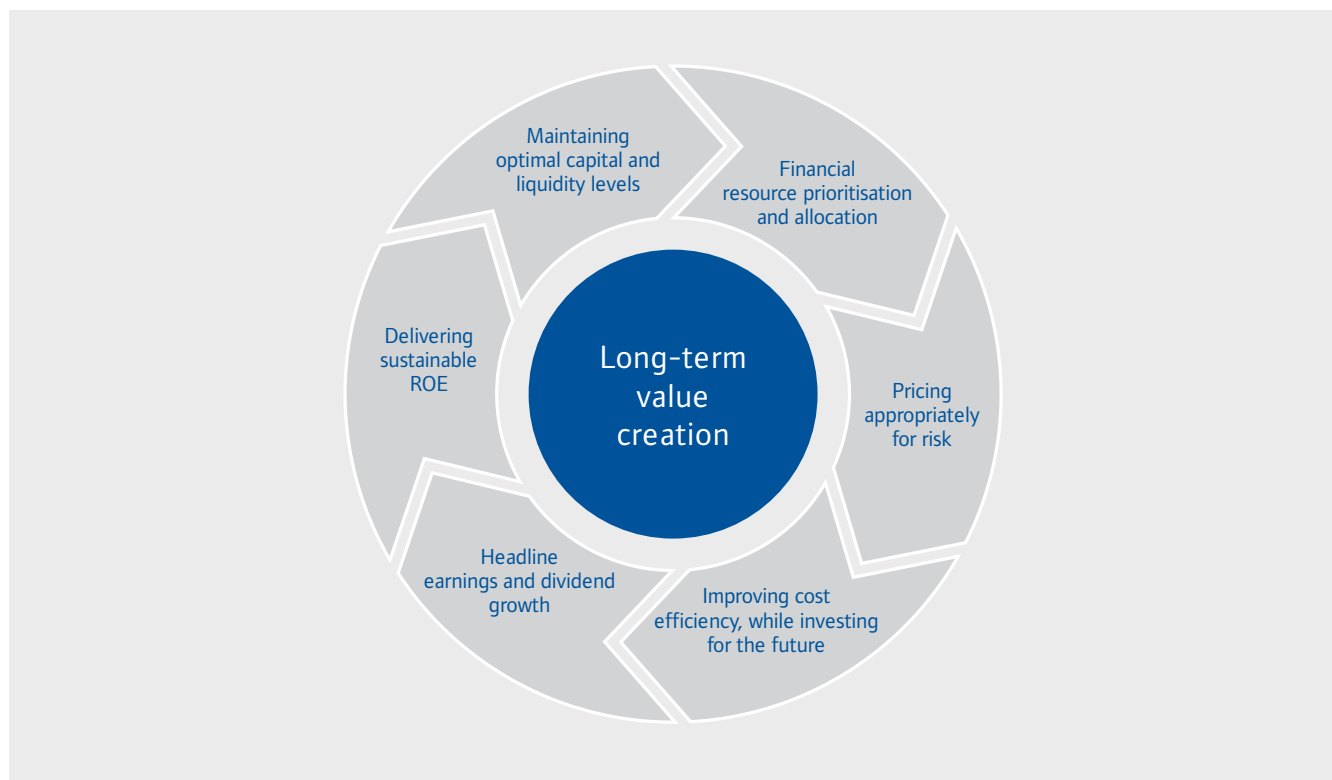 Maintaining
optimal capital and
liquidity levels
Financial
resource prioritisation
and allocation
Pricing
appropriately
for risk
Improving cost
efficiency, while investing
for the future
Headline
earnings and dividend
growth
Delivering
sustainable
ROE
Long-term
value
creation